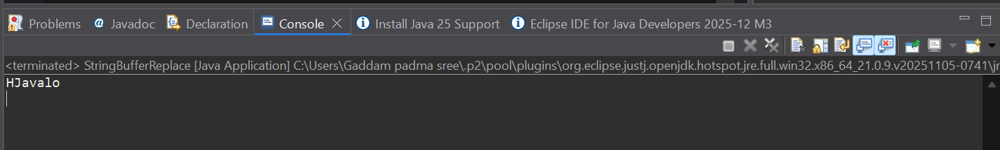 Problems @ Javadoc Declaration Console Install Java 25 Support Eclipse IDE for Java Developers 2025-12 M3
<terminated> StringBufferReplace [Java Application] C:\Users\Gaddam padma sree\.p2\pool\plugins\org.eclipse.justj.openjdk.hotspot.jre.full.win32.x86_64_21.0.9.v20251105-0741\jr
HJavalo